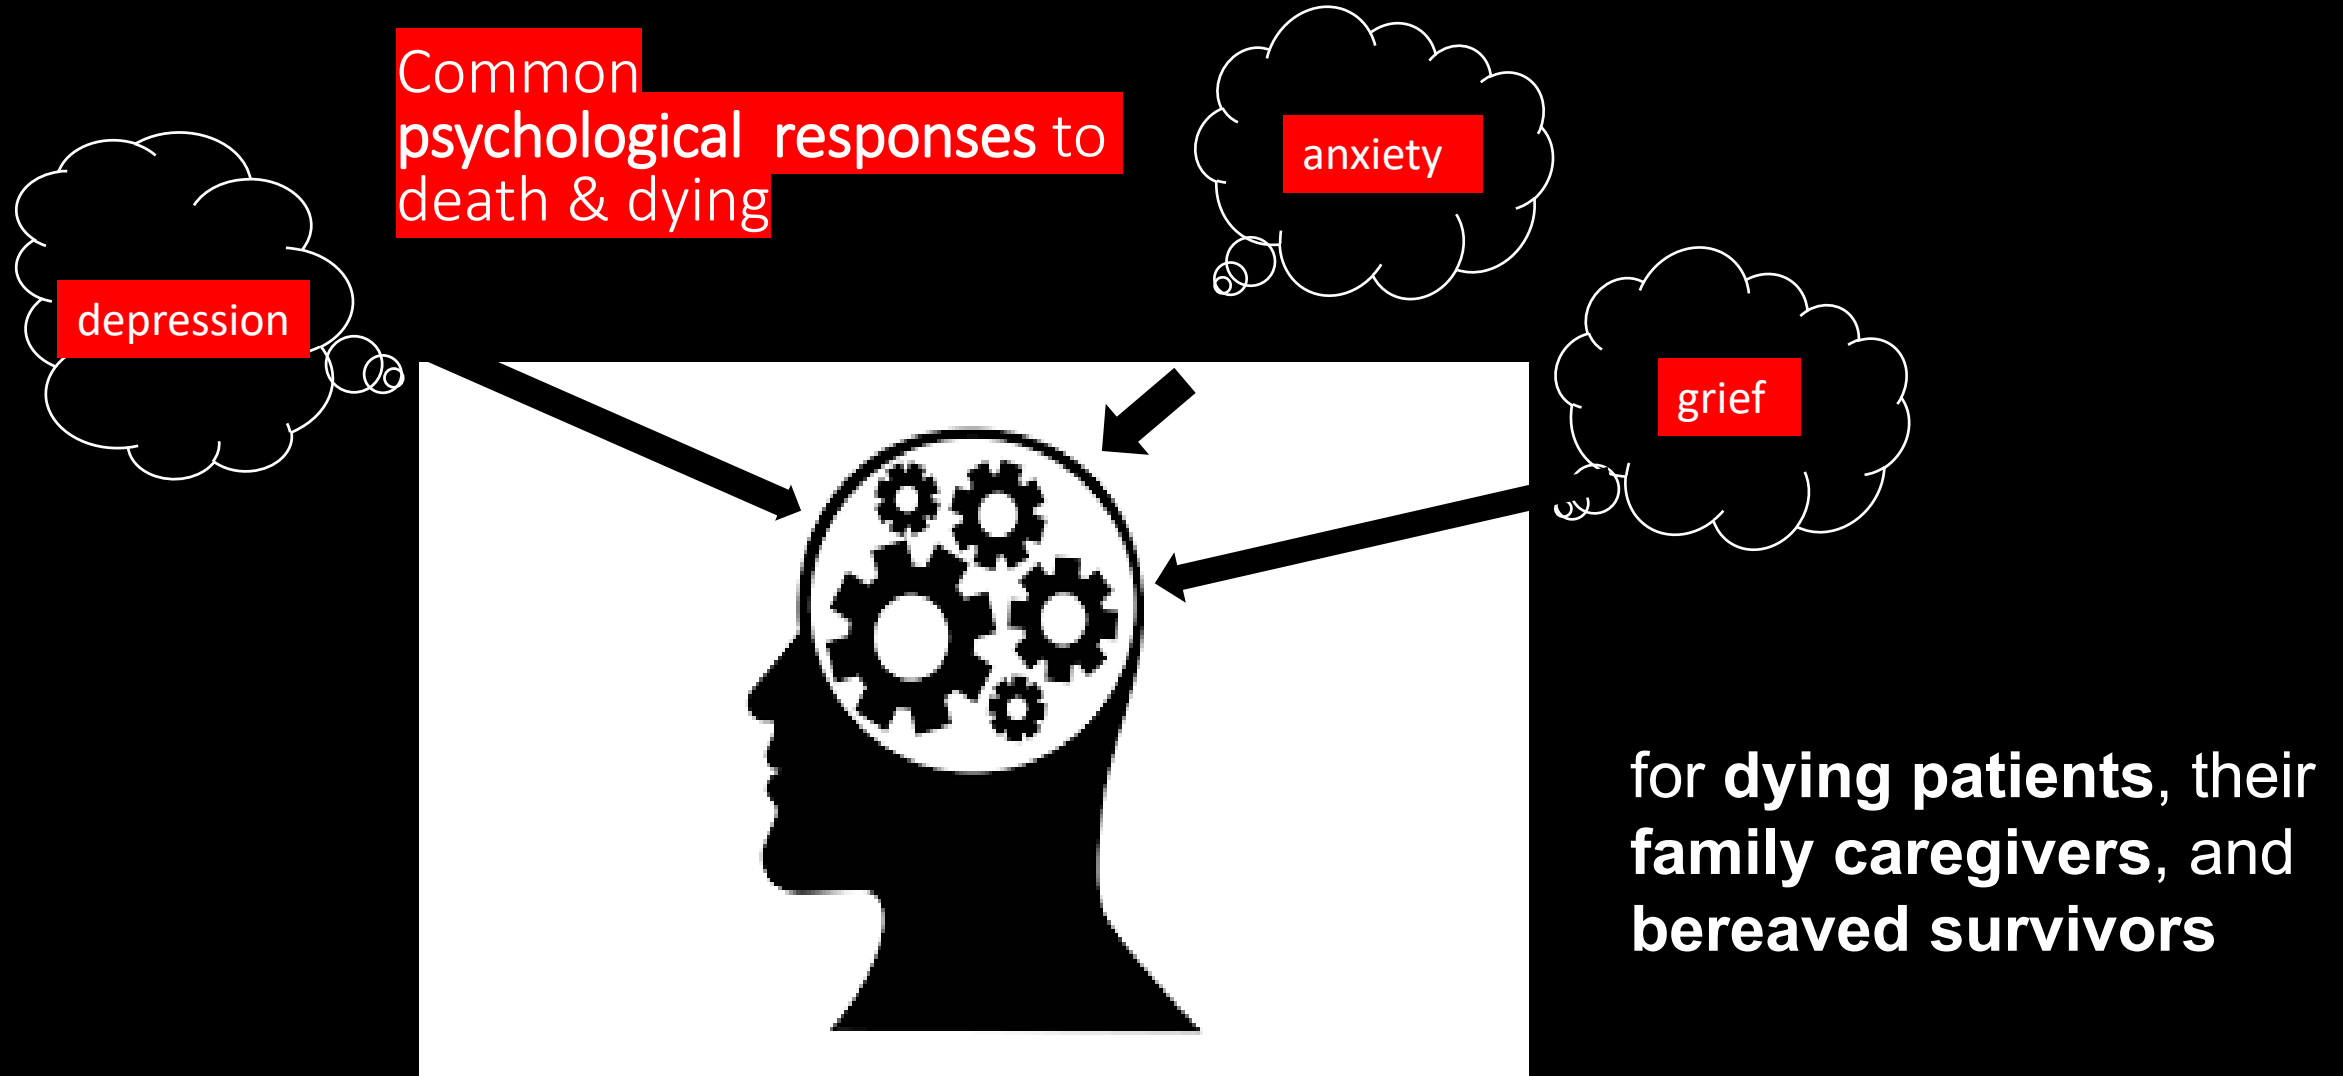 Common
psychological  responses to
death & dying
anxiety
depression
grief
for dying patients, their
family caregivers, and
bereaved survivors